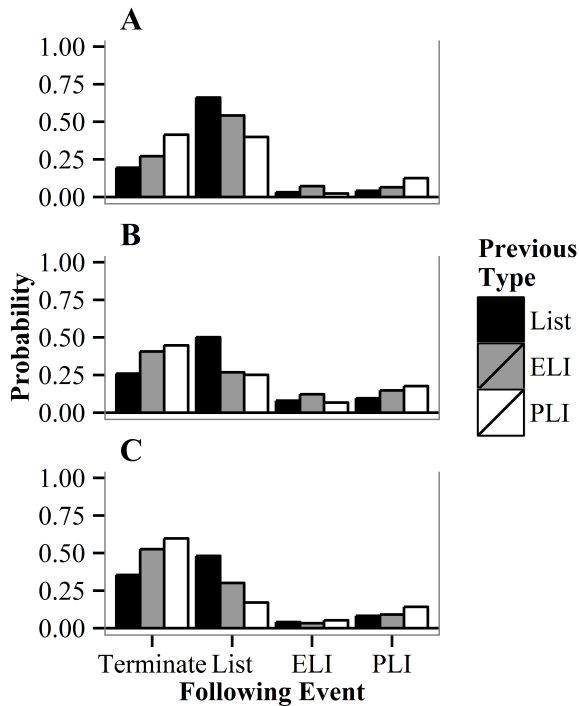 A
1.00
0.75
0.50
0.25
0.00
B
1.00
0.75
0.50
0.25
0.00
C
1.00
0.75
0.50
0.25
0.00
Probability
Terminate List ELI PLI
Following Event
Previous
Type
List
ELI
PLI